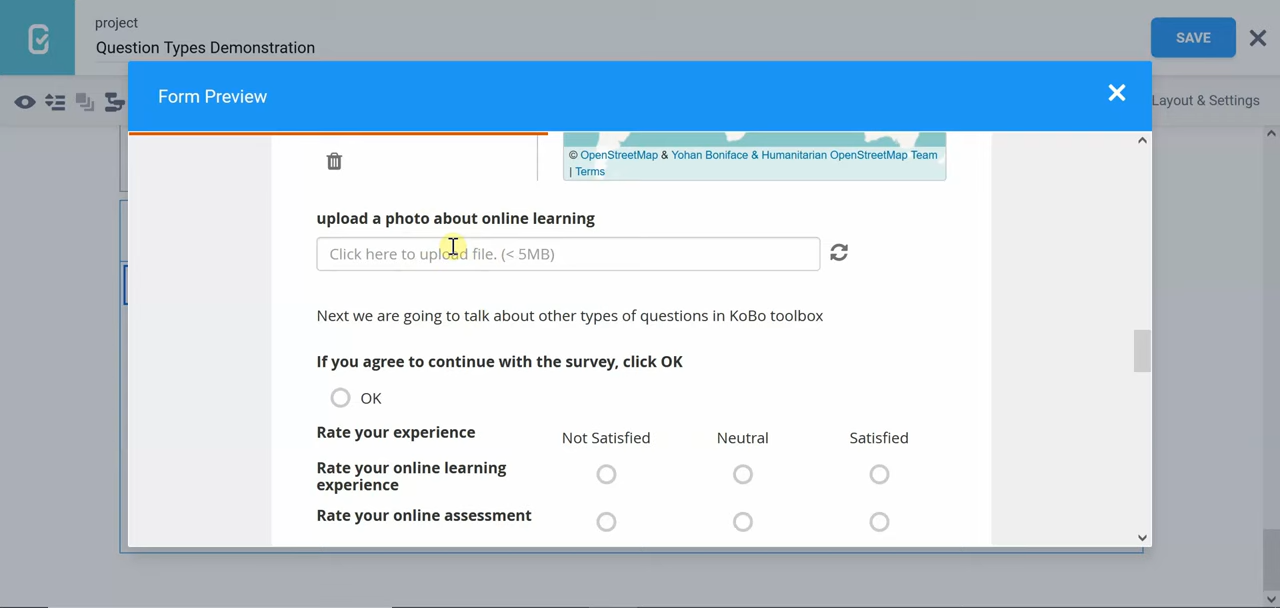 project
Question Types Demonstration
SAVE
Layout & Settings
Form Preview
© OpenStreetMap & Yohan Boniface & Humanitarian OpenStreetMap Team
| Terms
upload a photo about online learning
Click here to upload file. (< 5MB)
Next we are going to talk about other types of questions in KoBo toolbox
If you agree to continue with the survey, click OK
OK
Rate your experience
Not Satisfied
Neutral
Satisfied
Rate your online learning
experience
Rate your online assessment